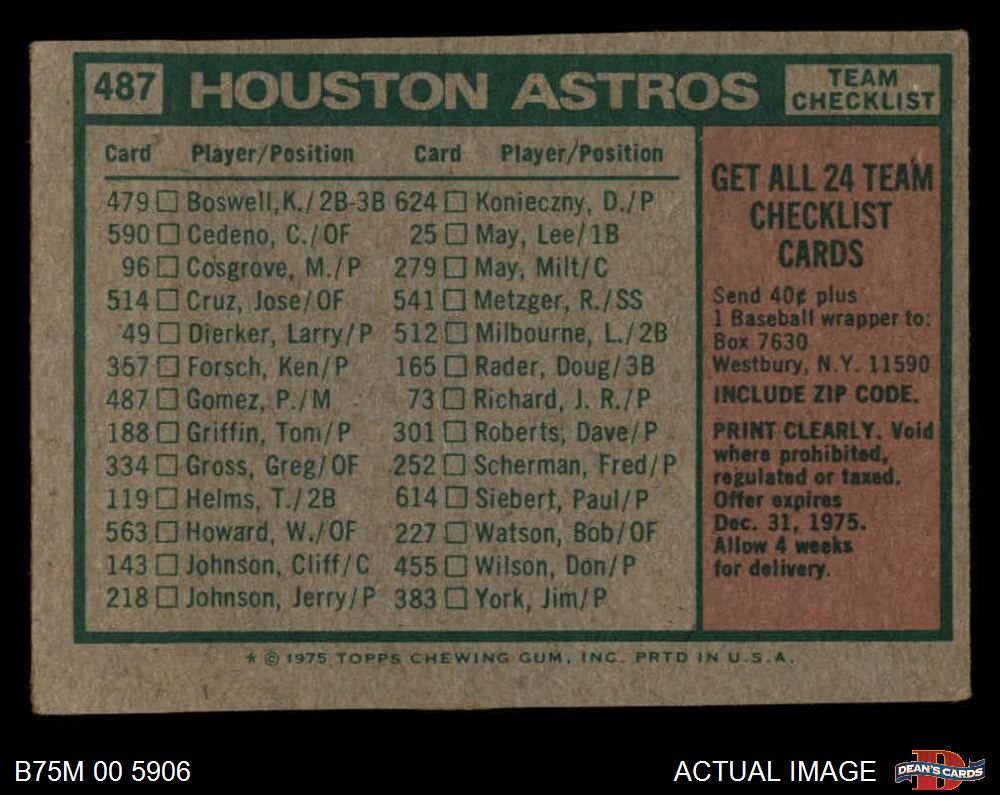 487 HOUSTON ASTROS TEAM CHECKLIST
Card Player/Position Card Player/Position
479 Boswell,K./2B-3B 624 Konieczny, D./P
590 Cedeno, C./OF 25 May, Lee/1B
96 Cosgrove, M./P 279 May, Milt/C
514 Cruz, Jose/OF 541 Metzger, R./SS
49 Dierker, Larry/P 512 Milbourne, L./2B
357 Forsch, Ken/P 165 Rader, Doug/3B
487 Gomez, P./M 73 Richard, J. R./P
188 Griffin, Tom/P 301 Roberts, Dave/P
334 Gross, Greg/OF 252 Scherman, Fred/P
119 Helms, T./2B 614 Siebert, Paul/P
563 Howard, W./OF 227 Watson, Bob/OF
143 Johnson, Cliff/C 455 Wilson, Don/P
218 Johnson, Jerry/P 383 York, Jim/P
GET ALL 24 TEAM
CHECKLIST
CARDS
Send 40¢ plus
1 Baseball wrapper to:
Box 7630
Westbury, N.Y. 11590
INCLUDE ZIP CODE.
PRINT CLEARLY. Void
where prohibited,
regulated or taxed.
Offer expires
Dec. 31, 1975.
Allow 4 weeks
for delivery.
* © 1975 TOPPS CHEWING GUM, INC. PRTD IN U.S.A.
B75M 00 5906
ACTUAL IMAGE
D
DEAN'S CARDS